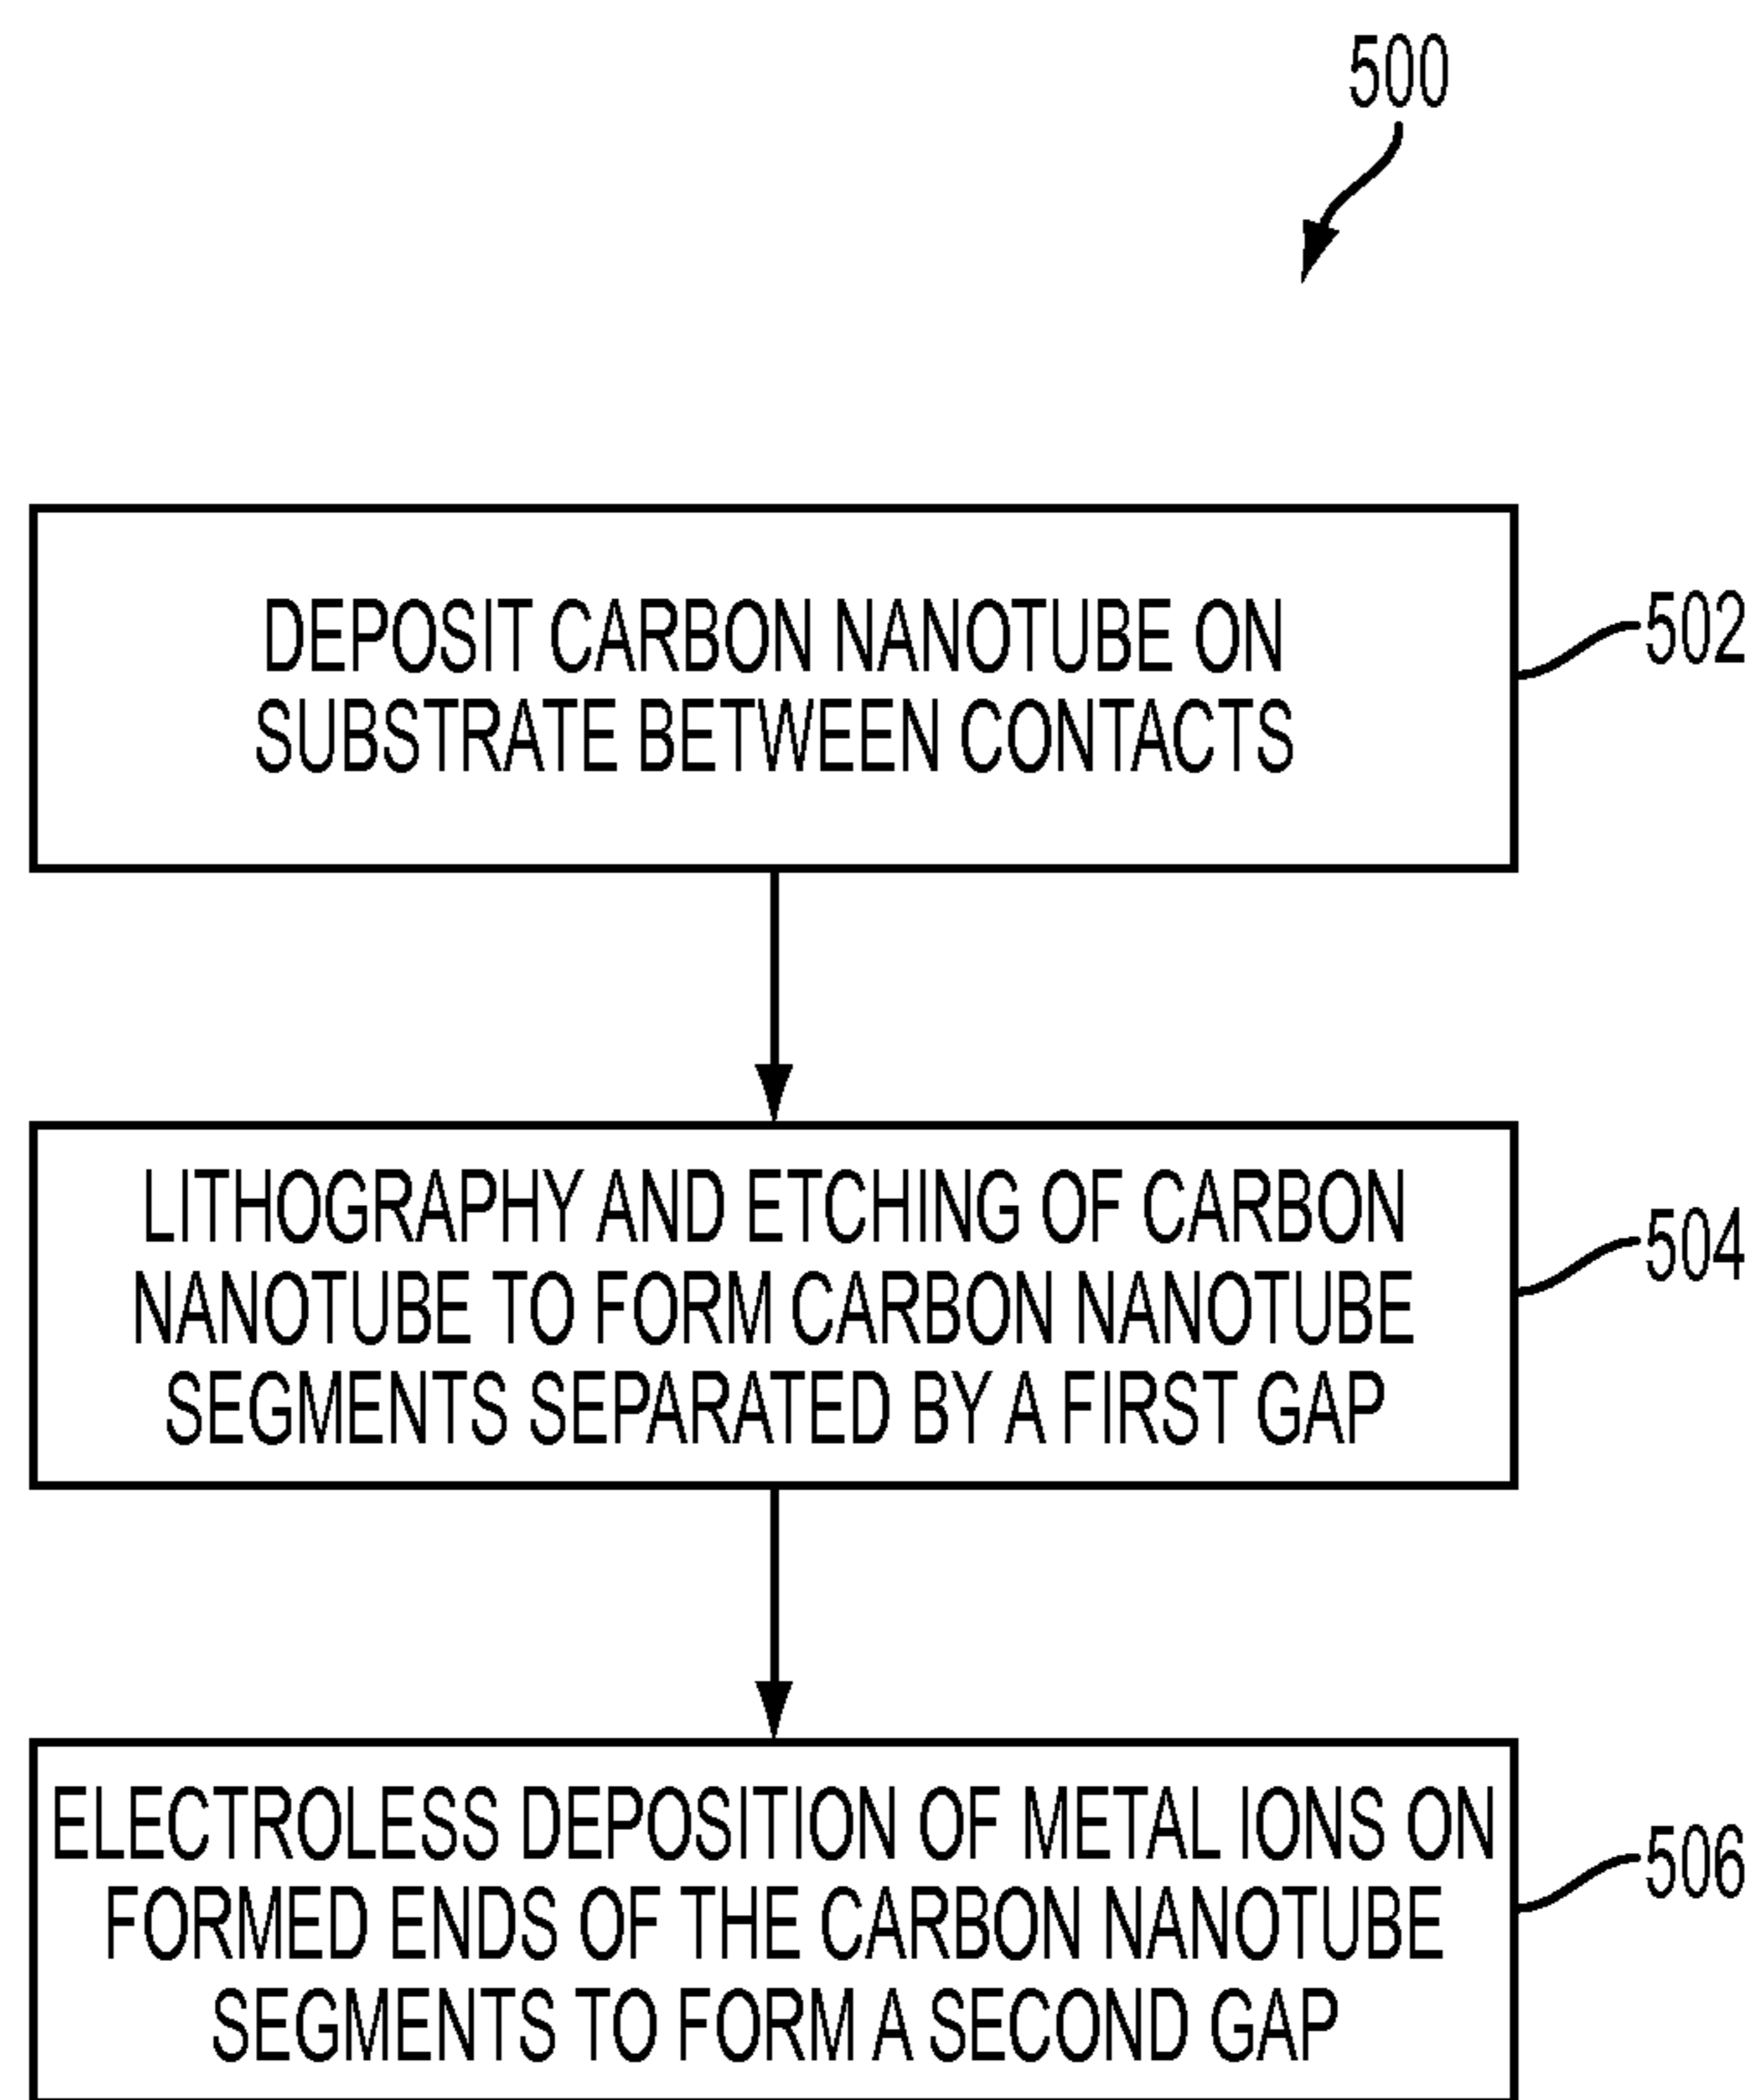 500
DEPOSIT CARBON NANOTUBE ON
SUBSTRATE BETWEEN CONTACTS
502
LITHOGRAPHY AND ETCHING OF CARBON
NANOTUBE TO FORM CARBON NANOTUBE
SEGMENTS SEPARATED BY A FIRST GAP
504
ELECTROLESS DEPOSITION OF METAL IONS ON
FORMED ENDS OF THE CARBON NANOTUBE
SEGMENTS TO FORM A SECOND GAP
506